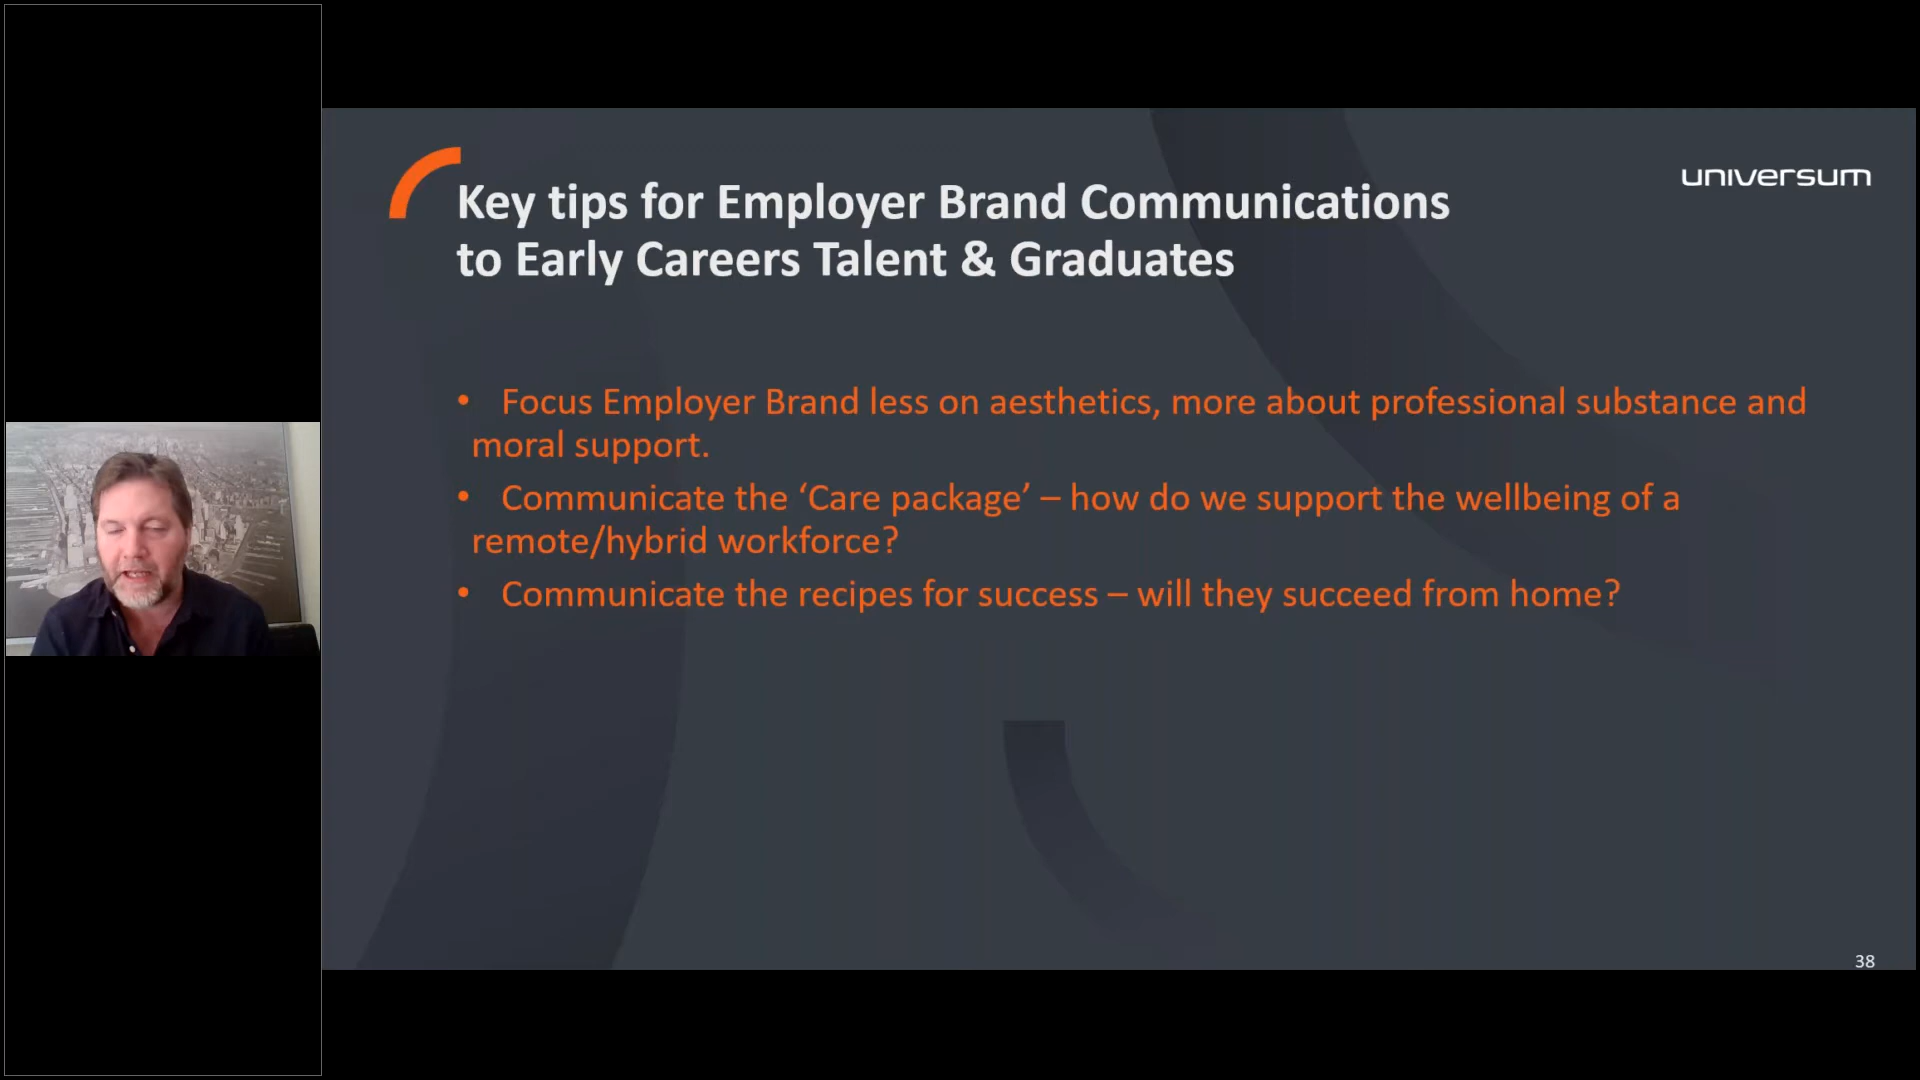 universum
Key tips for Employer Brand Communications
to Early Careers Talent & Graduates
• Focus Employer Brand less on aesthetics, more about professional substance and
moral support.
• Communicate the ‘Care package’ – how do we support the wellbeing of a
remote/hybrid workforce?
• Communicate the recipes for success – will they succeed from home?
38